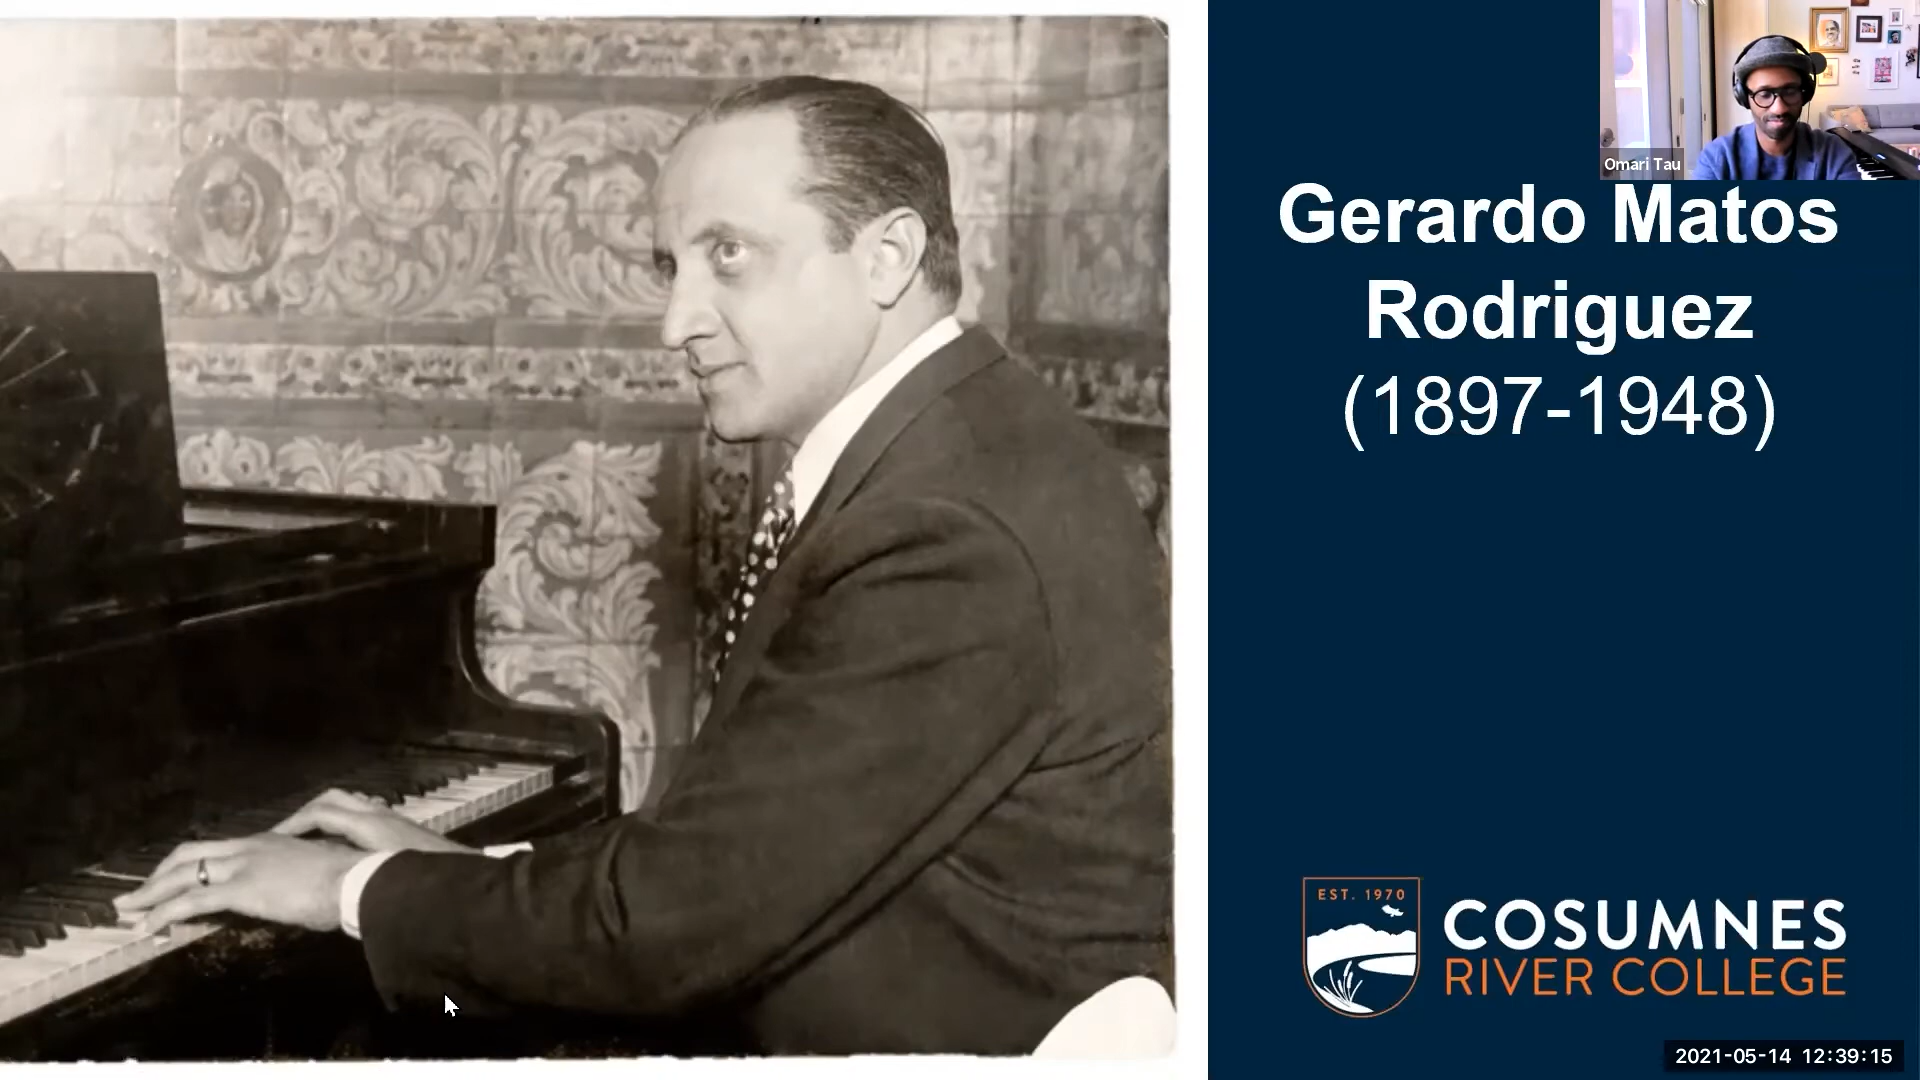 Omari Tau
Gerardo Matos
Rodriguez
(1897-1948)
EST. 1970
COSUMNES
RIVER COLLEGE
2021-05-14 12:39:15